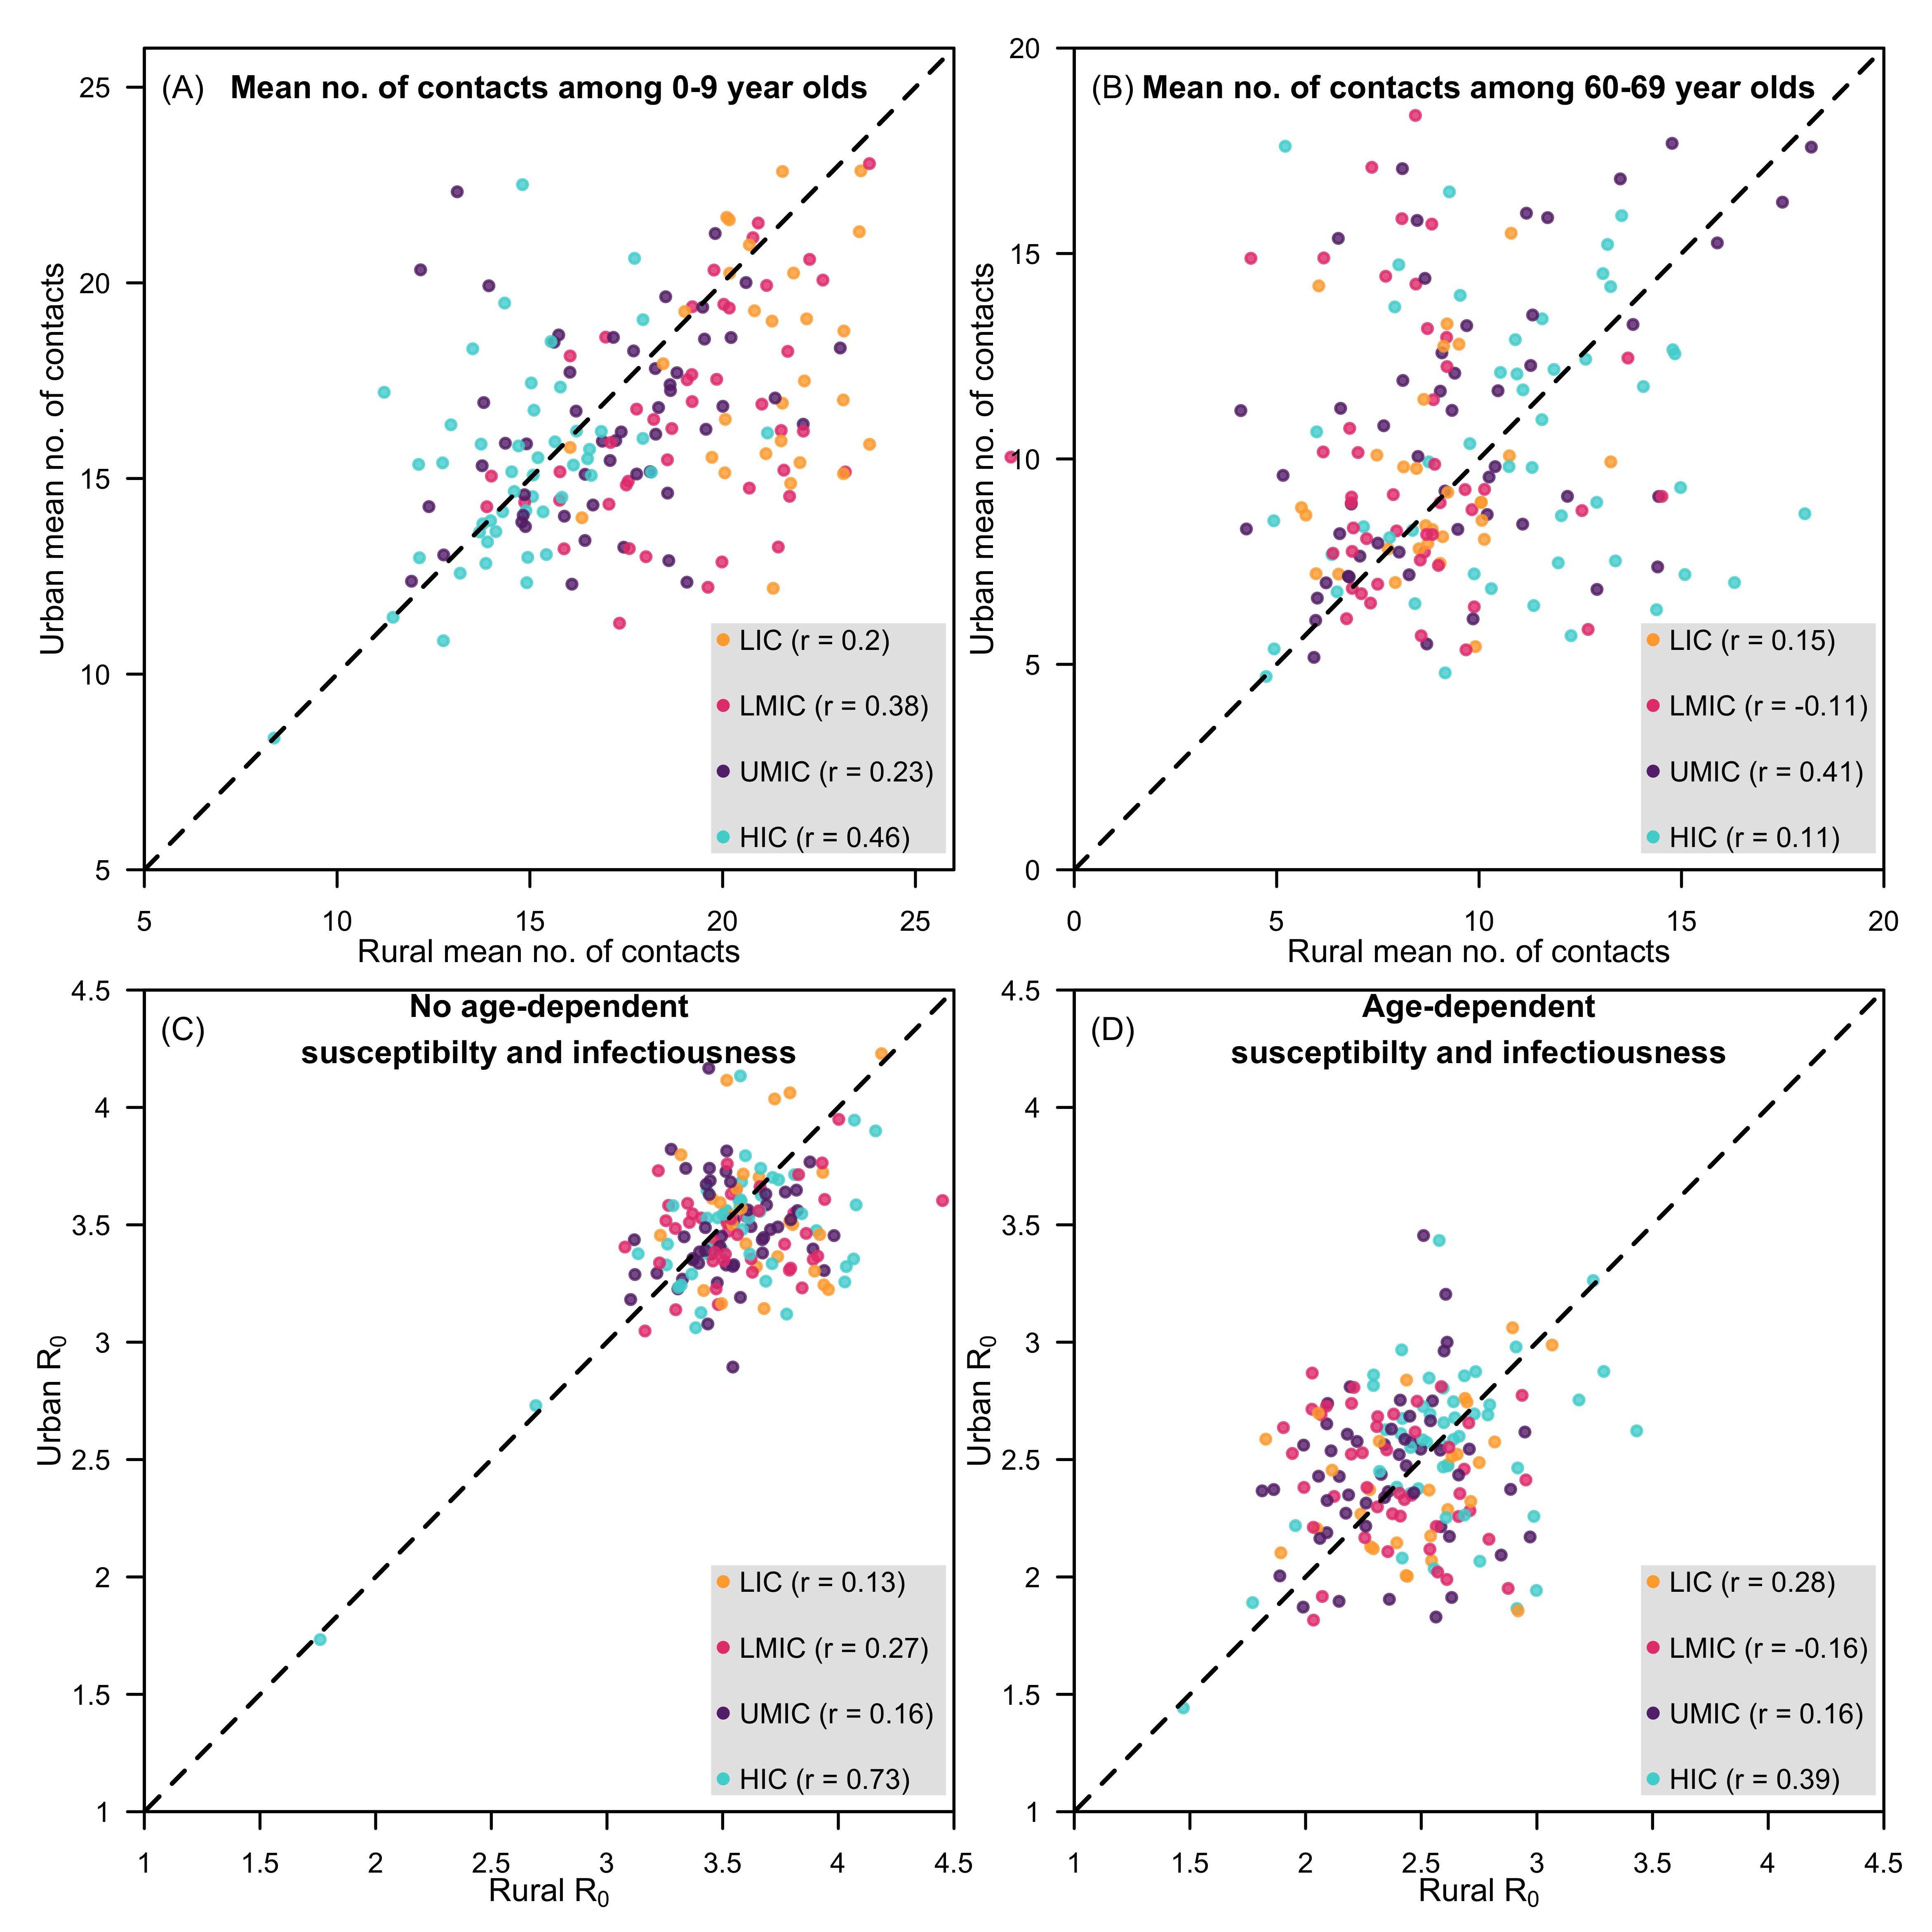 (A) Mean no. of contacts among 0-9 year olds
Urban mean no. of contacts
25
20
15
10
5
LIC (r = 0.2)
LMIC (r = 0.38)
UMIC (r = 0.23)
HIC (r = 0.46)
5 10 15 20 25
Rural mean no. of contacts
(B) Mean no. of contacts among 60-69 year olds
Urban mean no. of contacts
20
15
10
5
0
LIC (r = 0.15)
LMIC (r = -0.11)
UMIC (r = 0.41)
HIC (r = 0.11)
0 5 10 15 20
Rural mean no. of contacts
(C)
No age-dependent
susceptibilty and infectiousness
Urban R0
4.5
4
3.5
3
2.5
2
1.5
1
LIC (r = 0.13)
LMIC (r = 0.27)
UMIC (r = 0.16)
HIC (r = 0.73)
1 1.5 2 2.5 3 3.5 4 4.5
Rural R0
(D)
Age-dependent
susceptibilty and infectiousness
Urban R0
4.5
4
3.5
3
2.5
2
1.5
1
LIC (r = 0.28)
LMIC (r = -0.16)
UMIC (r = 0.16)
HIC (r = 0.39)
1 1.5 2 2.5 3 3.5 4 4.5
Rural R0